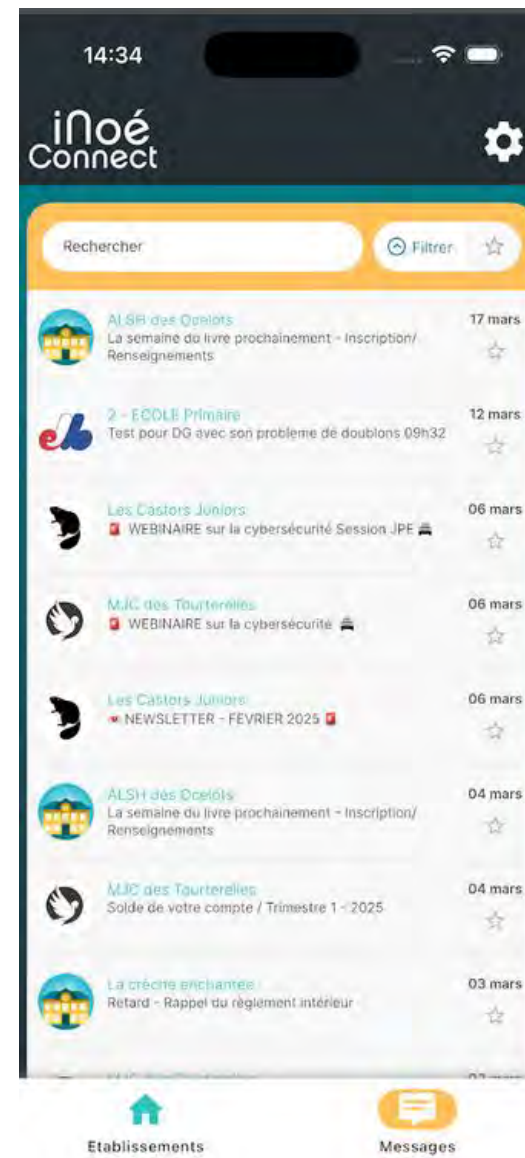 14:34
iNoé
Connect
Rechercher
Filtrer
ALSH des Ocelots
17 mars
La semaine du livre prochainement - Inscription/
Renseignements
2 - ECOLE Primaire
12 mars
Test pour DG avec son probleme de doublons 09h32
Les Castors Juniors
06 mars
🚨 WEBINAIRE sur la cybersécurité Session JPE 🚔
MJC des Tourterelles
06 mars
🚨 WEBINAIRE sur la cybersécurité 🚔
Les Castors Juniors
06 mars
NEWSLETTER - FEVRIER 2025 🚨
ALSH des Ocelots
04 mars
La semaine du livre prochainement - Inscription/
Renseignements
MJC des Tourterelles
04 mars
Solde de votre compte / Trimestre 1 - 2025
La crèche enchantée
03 mars
Retard - Rappel du règlement intérieur
Etablissements
Messages